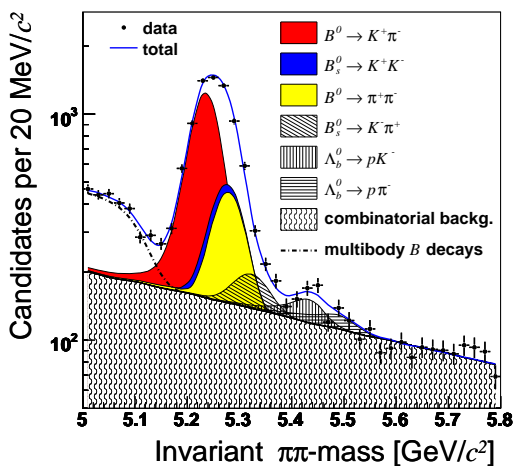 data
total
B⁰ → K⁺π⁻
B⁰ₛ → K⁺K⁻
B⁰ → π⁺π⁻
B⁰ₛ → K⁻π⁺
Λ⁰_b → pK⁻
Λ⁰_b → pπ⁻
combinatorial backg.
multibody B decays
Candidates per 20 MeV/c²
10³
10²
5 5.1 5.2 5.3 5.4 5.5 5.6 5.7 5.8
Invariant ππ-mass [GeV/c²]